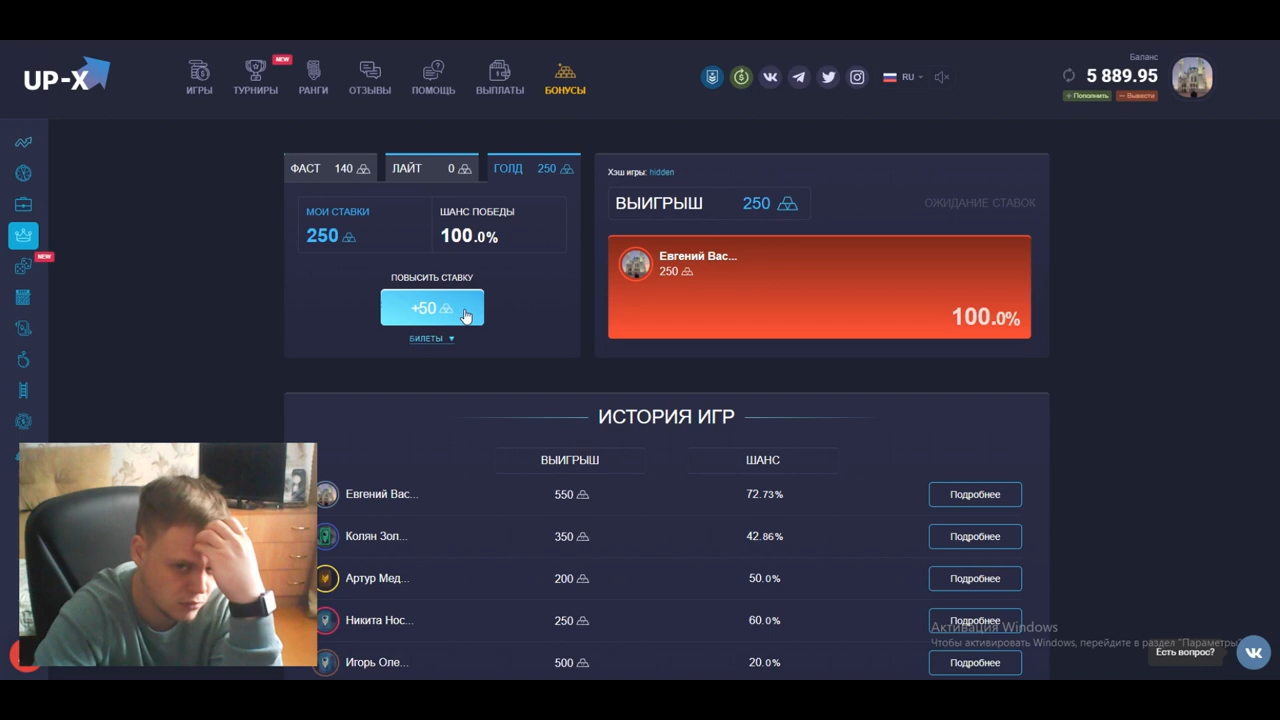 UP-X
ИГРЫ
ТУРНИРЫ
NEW
РАНГИ
ОТЗЫВЫ
ПОМОЩЬ
ВЫПЛАТЫ
БОНУСЫ
RU
Баланс
5 889.95
+ Пополнить
− Вывести
NEW
ФАСТ 140
ЛАЙТ 0
ГОЛД 250
МОИ СТАВКИ
250
ШАНС ПОБЕДЫ
100.0%
ПОВЫСИТЬ СТАВКУ
+50
БИЛЕТЫ ▼
Хэш игры: hidden
ВЫИГРЫШ 250
ОЖИДАНИЕ СТАВОК
Евгений Вас...
250
100.0%
ИСТОРИЯ ИГР
ВЫИГРЫШ ШАНС
Евгений Вас... 550 72.73% Подробнее
Колян Зол... 350 42.86% Подробнее
Артур Мед... 200 50.0% Подробнее
Никита Нос... 250 60.0% Подробнее
Игорь Оле... 500 20.0% Подробнее
Активация Windows
Чтобы активировать Windows, перейдите в раздел "Параметры"
Есть вопрос?